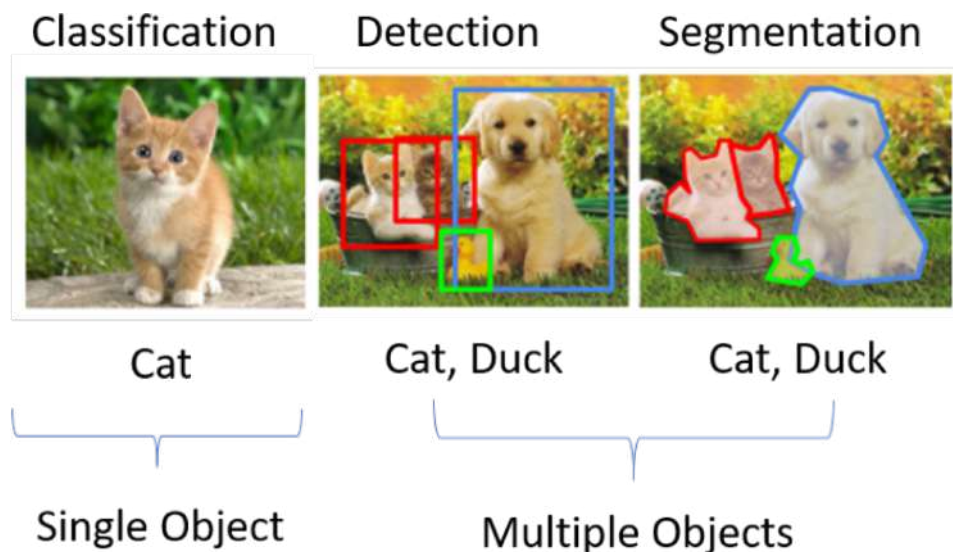 Classification
Detection
Segmentation
Cat
Cat, Duck
Cat, Duck
Single Object
Multiple Objects